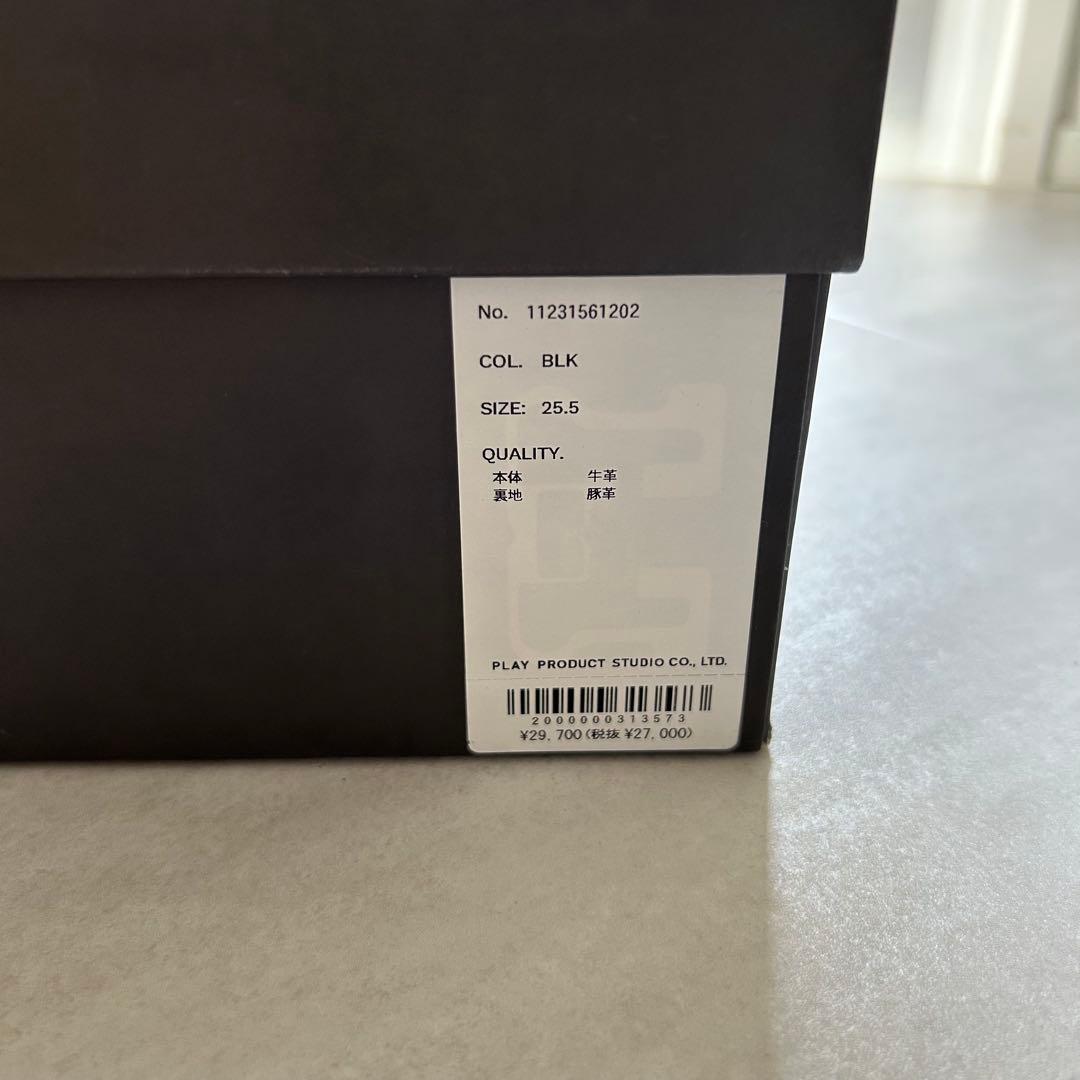 No. 11231561202
COL. BLK
SIZE: 25.5
QUALITY.
本体 牛革
裏地 豚革
PLAY PRODUCT STUDIO CO., LTD.
2000000313573
¥29,700(税抜 ¥27,000)